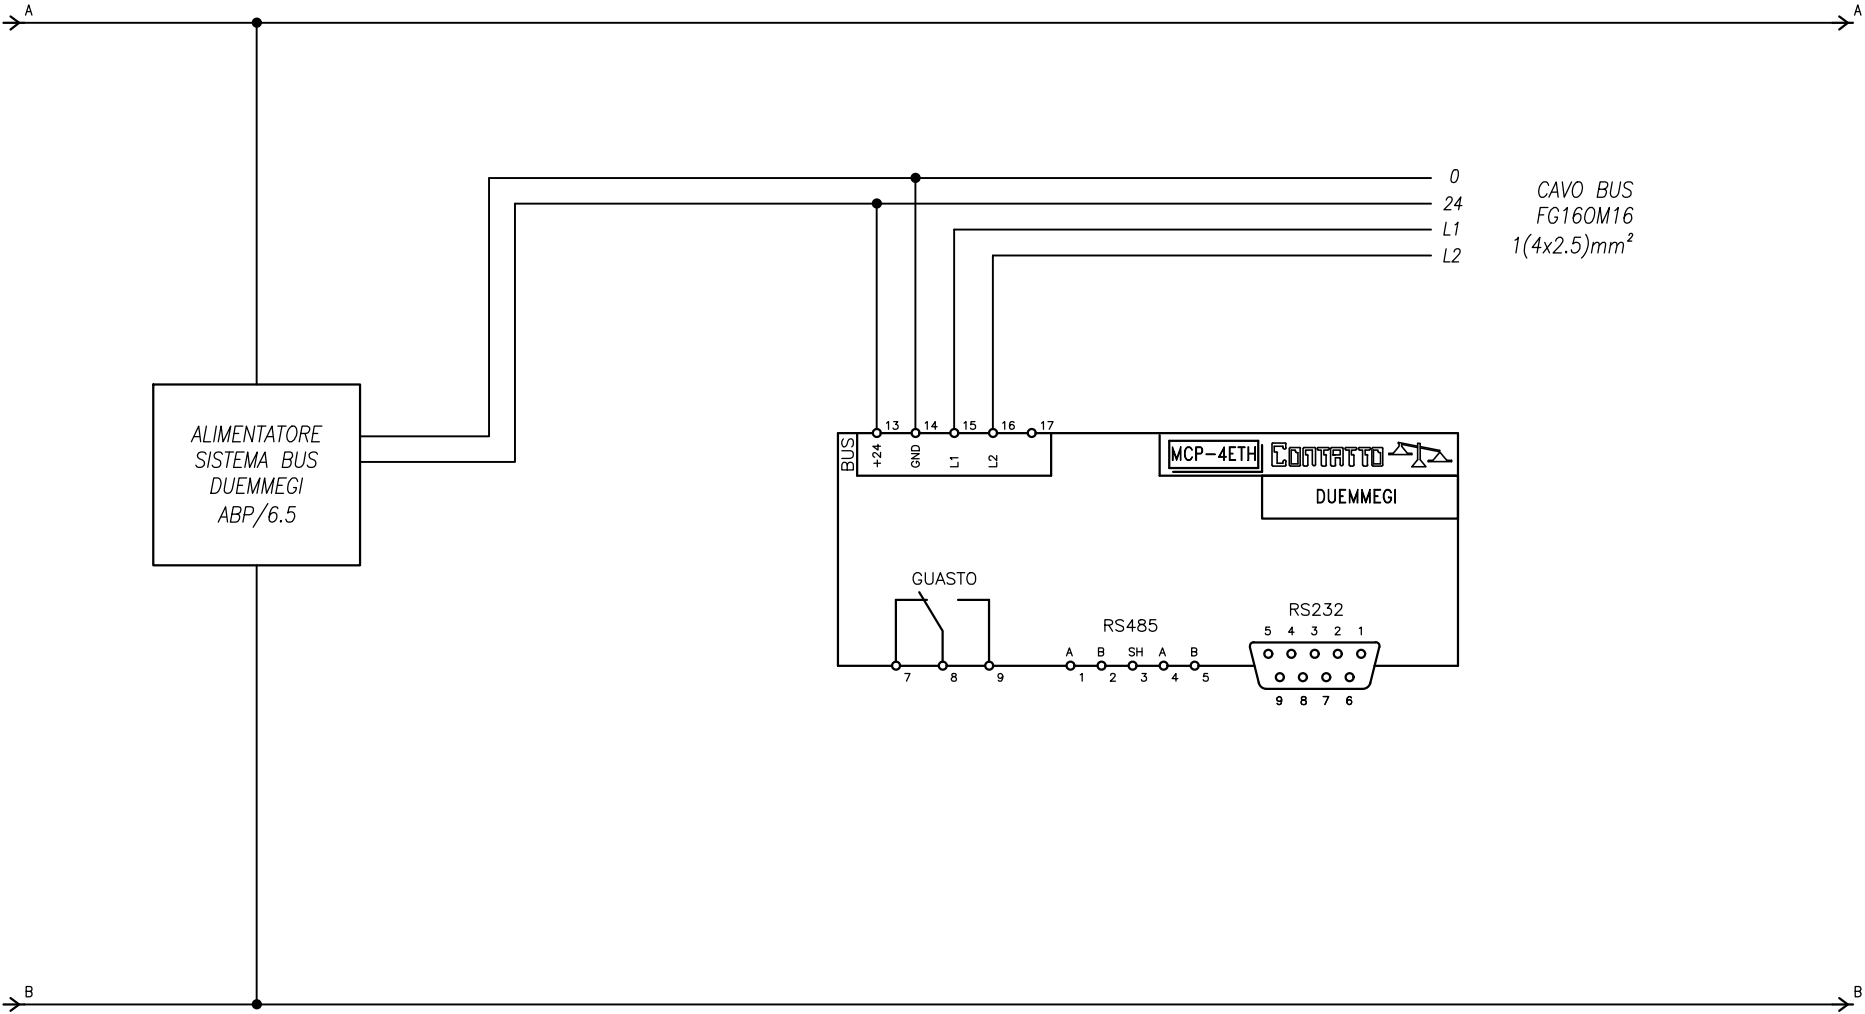 A
A
0
24
L1
L2
CAVO BUS
FG16OM16
1(4x2.5)mm²
ALIMENTATORE
SISTEMA BUS
DUEMMEGI
ABP/6.5
13 14 15 16 17
BUS
+24
GND
L1
L2
MCP-4ETH
CONTATTO
DUEMMEGI
GUASTO
7 8 9
RS485
A B SH A B
1 2 3 4 5
RS232
5 4 3 2 1
9 8 7 6
B
B